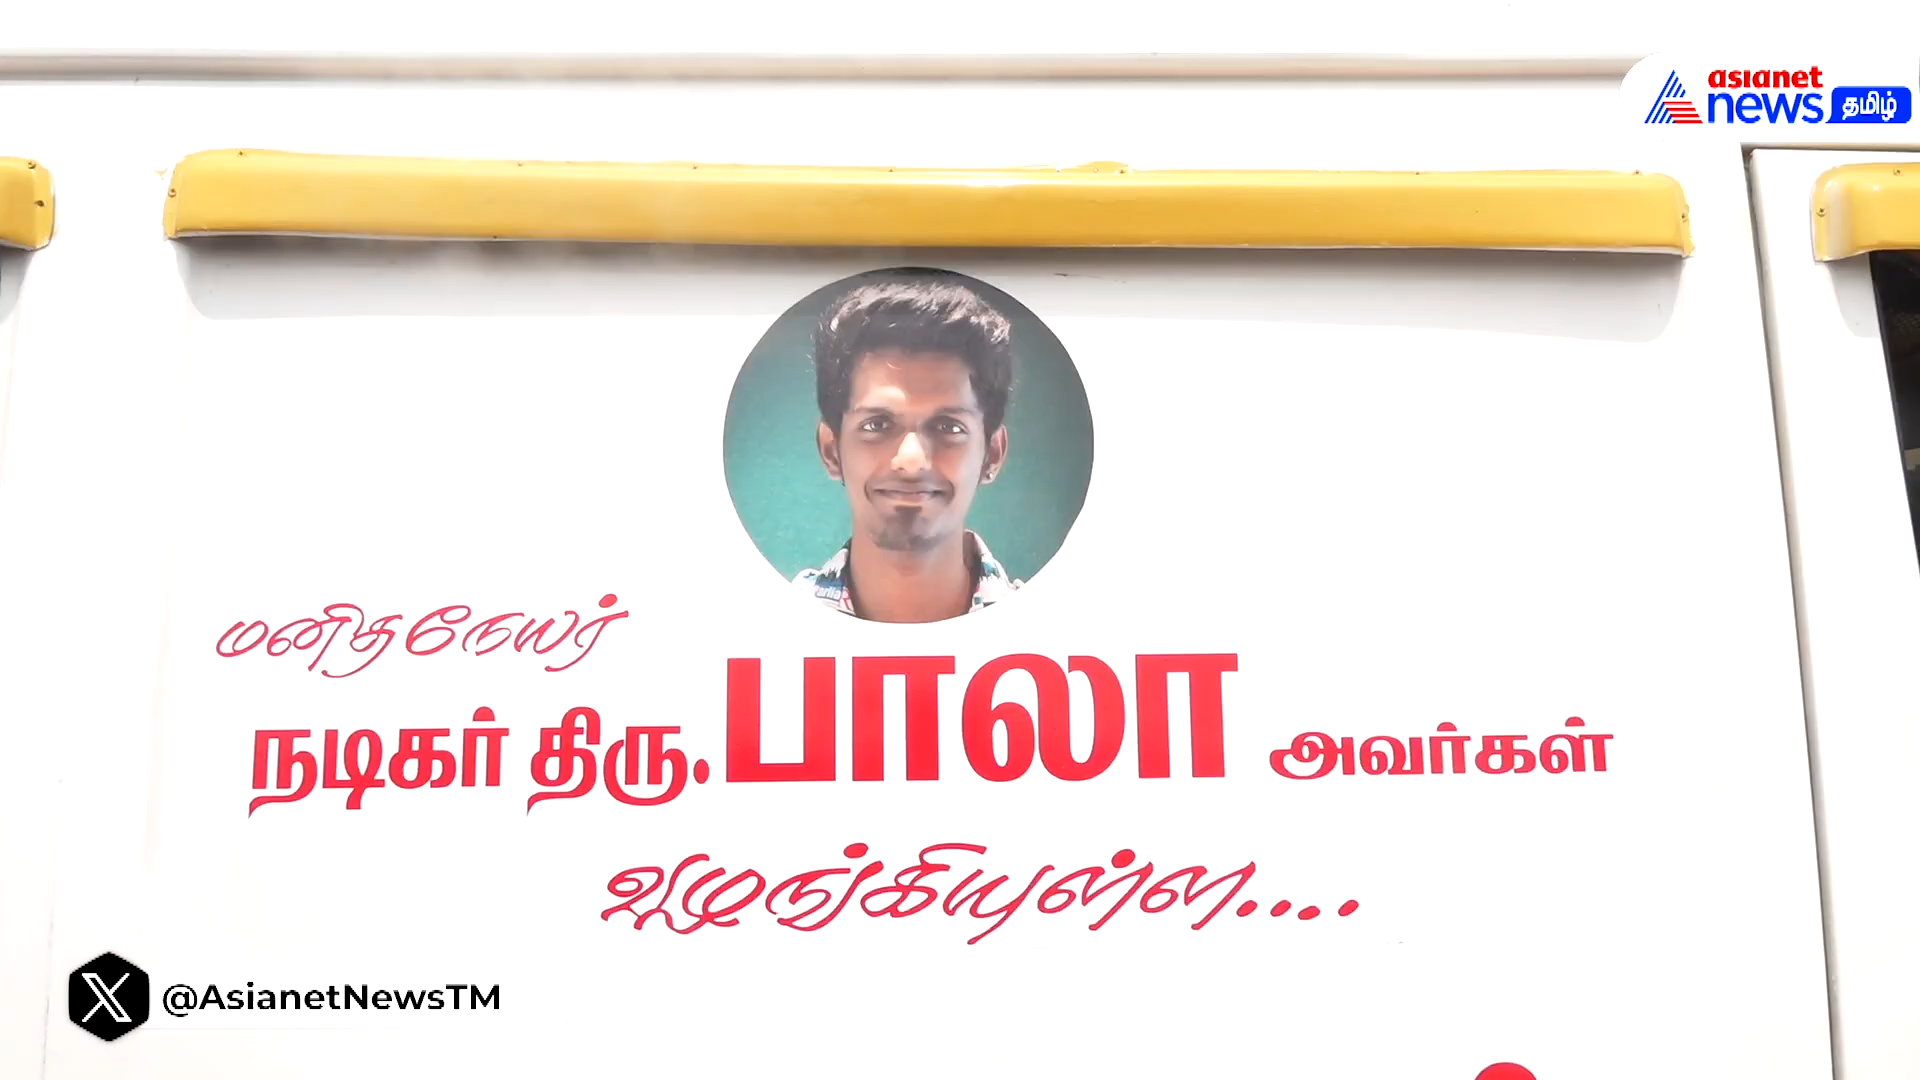 asianet
news தமிழ்
மனிதநேயர்
நடிகர் திரு.பாலா அவர்கள்
வழங்கியுள்ள....
@AsianetNewsTM